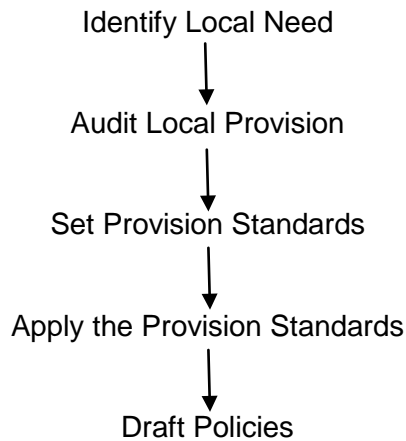 Identify Local Need
Audit Local Provision
Set Provision Standards
Apply the Provision Standards
Draft Policies